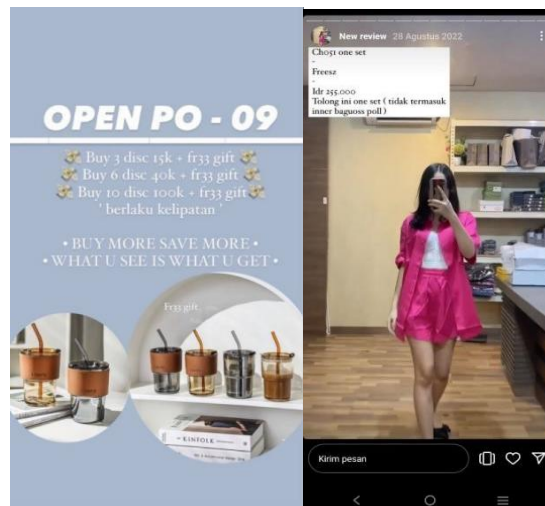 OPEN PO - 09
Buy 3 disc 15k + fr33 gift
Buy 6 disc 40k + fr33 gift
Buy 10 disc 100k + fr33 gift
' berlaku kelipatan '
• BUY MORE SAVE MORE •
• WHAT U SEE IS WHAT U GET •
Fr33 gift
KINFOLK
New review 28 Agustus 2022
Ch051 one set
-
Freesz
-
Idr 255.000
Tolong ini one set ( tidak termasuk
inner baguoss poll )
Kirim pesan